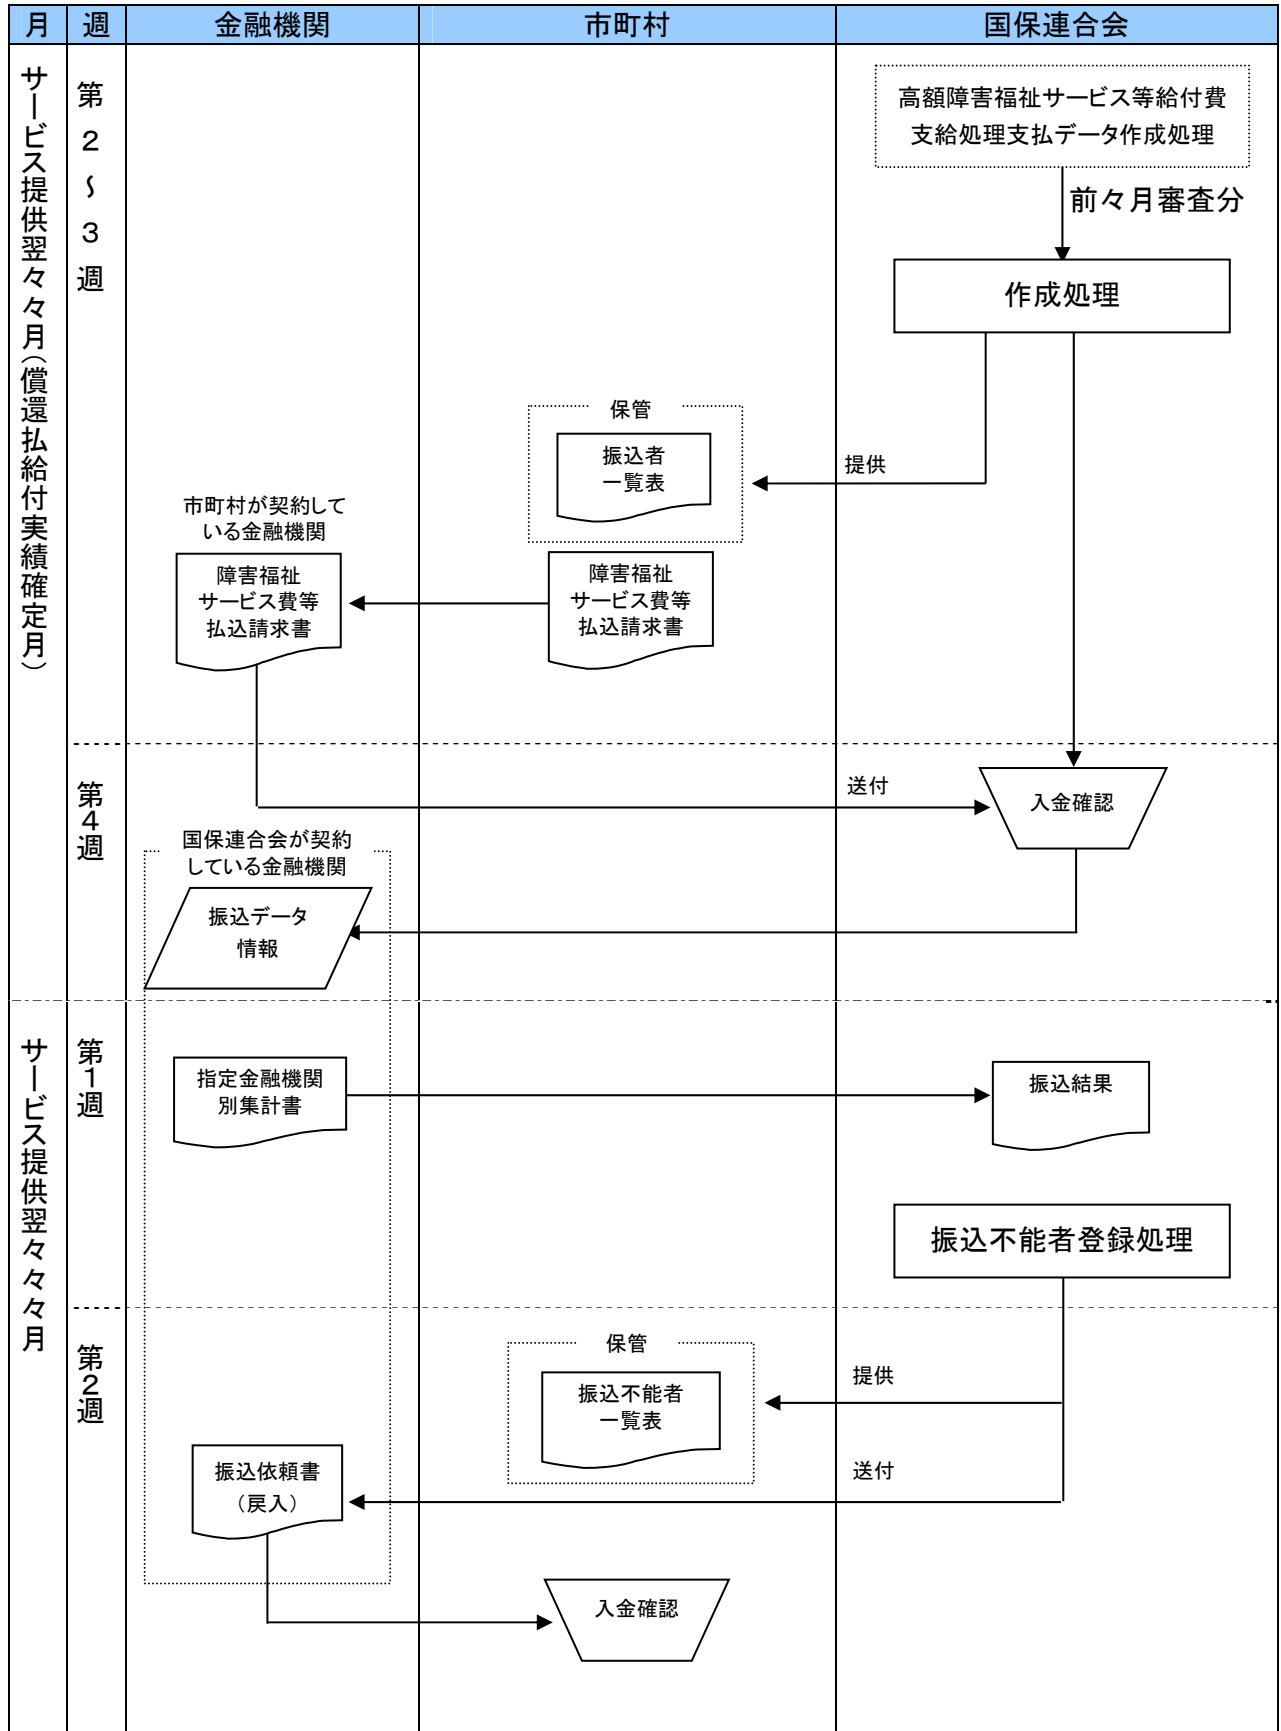 月
週
金融機関
市町村
国保連合会
サービス提供翌々月（償還払給付実績確定月）
第2～3週
高額障害福祉サービス等給付費
支給処理支払データ作成処理
前々月審査分
作成処理
保管
振込者
一覧表
提供
市町村が契約して
いる金融機関
障害福祉
サービス費等
払込請求書
障害福祉
サービス費等
払込請求書
第4週
送付
入金確認
国保連合会が契約
している金融機関
振込データ
情報
サービス提供翌々々月
第1週
指定金融機関
別集計書
振込結果
振込不能者登録処理
第2週
保管
振込不能者
一覧表
提供
振込依頼書
（戻入）
送付
入金確認